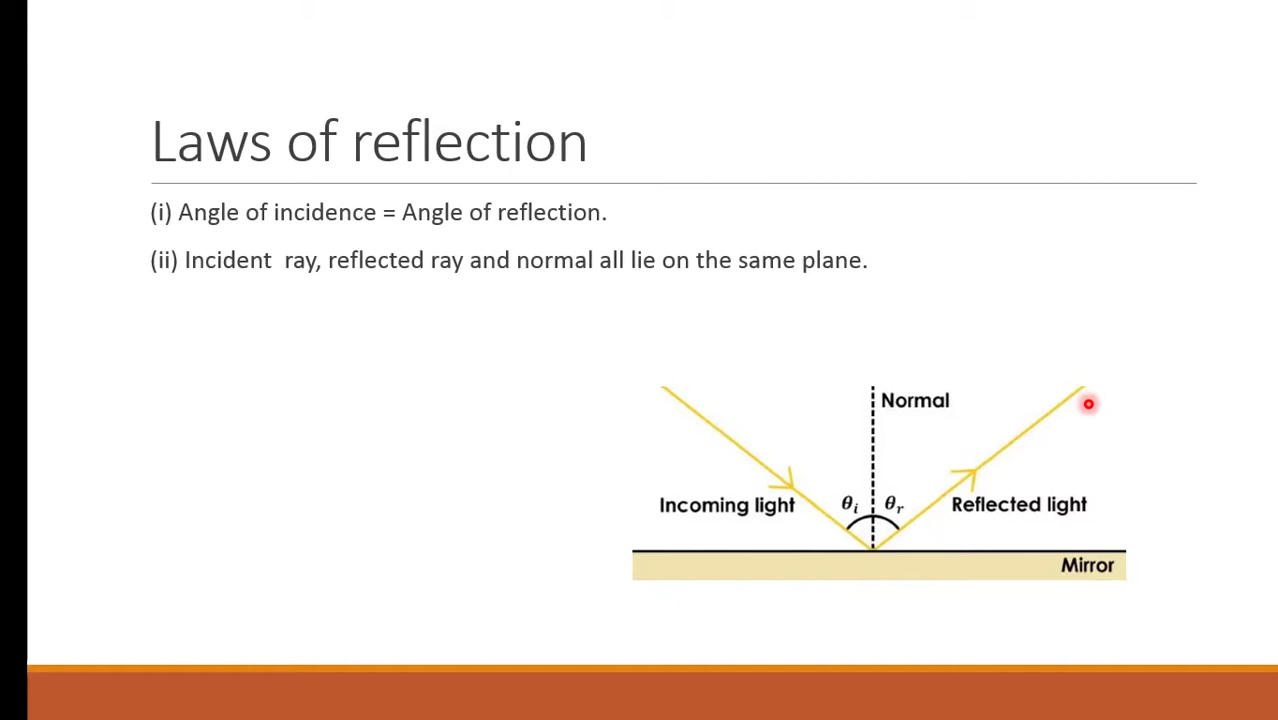 Laws of reflection
(i) Angle of incidence = Angle of reflection.
(ii) Incident  ray, reflected ray and normal all lie on the same plane.
Normal
θi θr
Incoming light
Reflected light
Mirror